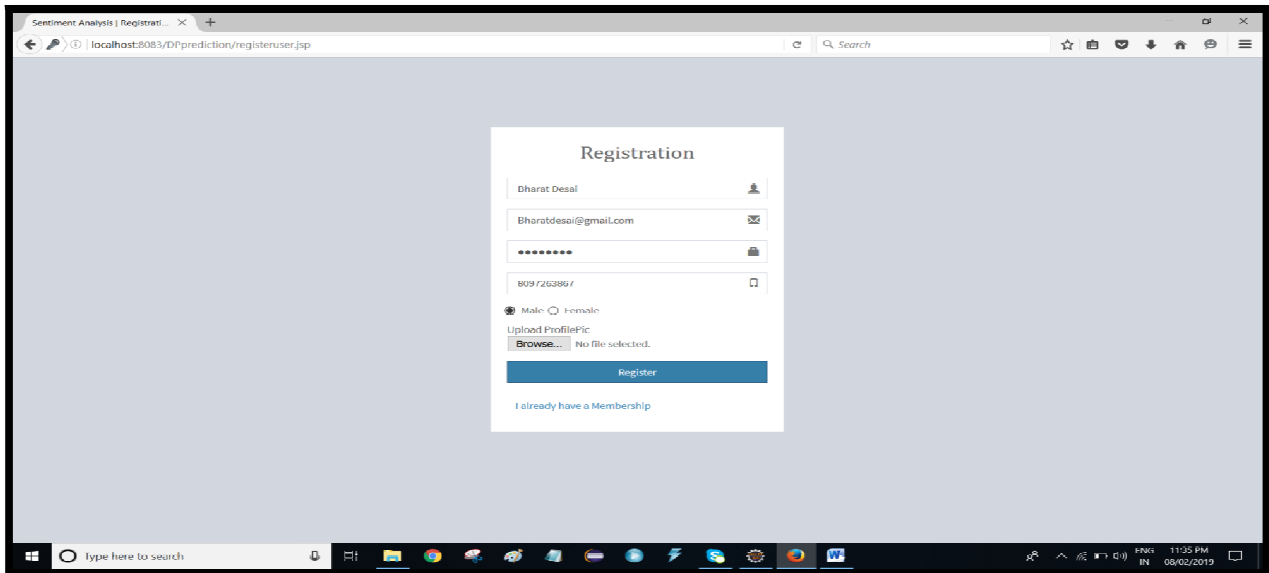 Sentiment Analysis | Registrati...
localhost:8083/DPprediction/registeruser.jsp
Search
Registration
Bharat Desai
Bharatdesai@gmail.com
••••••••
8097263867
Male Female
Upload ProfilePic
Browse... No file selected.
Register
I already have a Membership
Type here to search
ENG 11:35 PM
IN 08/02/2019